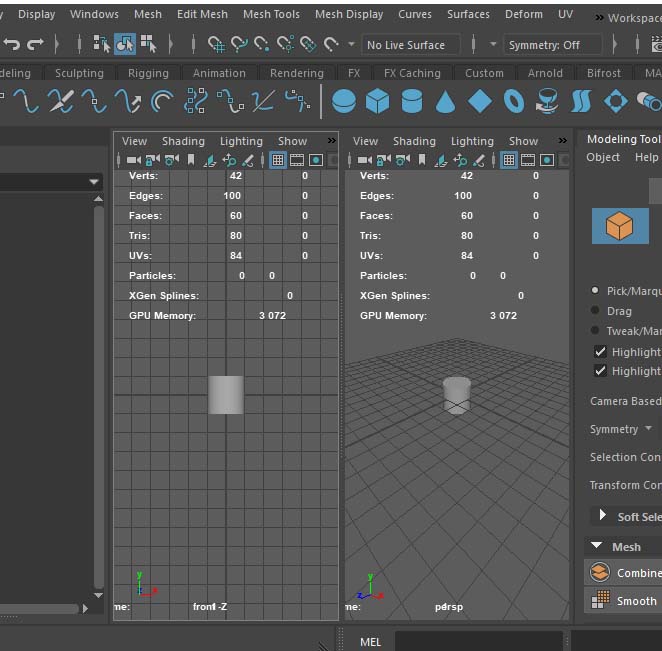 Display Windows Mesh Edit Mesh Mesh Tools Mesh Display Curves Surfaces Deform UV » Workspace
No Live Surface Symmetry: Off
deling Sculpting Rigging Animation Rendering FX FX Caching Custom Arnold Bifrost MA
View Shading Lighting Show »
Verts: 42 0
Edges: 100 0
Faces: 60 0
Tris: 80 0
UVs: 84 0
Particles: 0 0
XGen Splines: 0
GPU Memory: 3 072
y
z x
me: front -Z
View Shading Lighting Show »
Verts: 42 0
Edges: 100 0
Faces: 60 0
Tris: 80 0
UVs: 84 0
Particles: 0 0
XGen Splines: 0
GPU Memory: 3 072
y
z x
me: persp
Modeling Tool
Object Help
Pick/Marqu
Drag
Tweak/Mar
Highlight
Highlight
Camera Based
Symmetry
Selection Con
Transform Con
Soft Sele
Mesh
Combine
Smooth
MEL